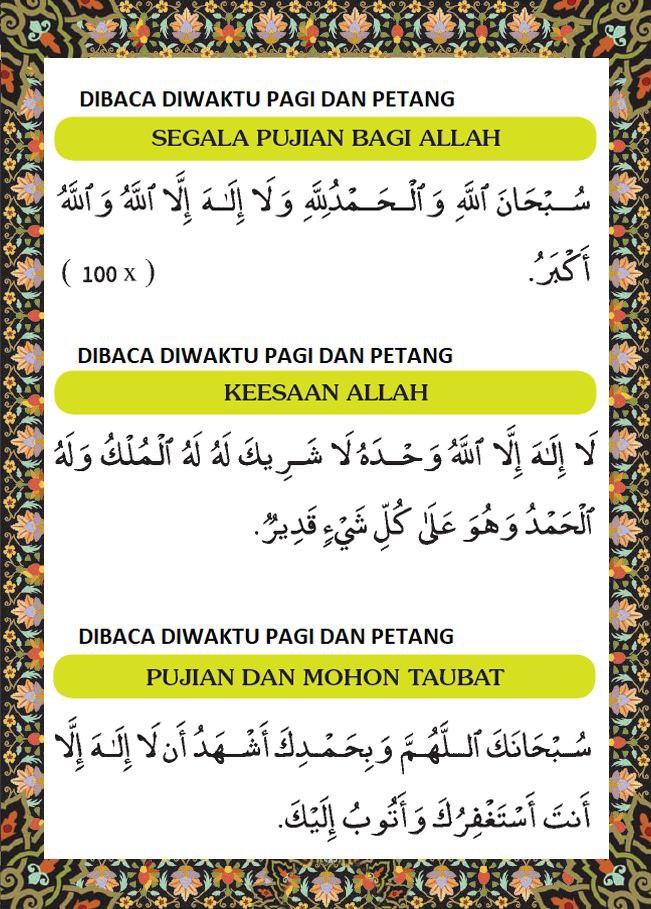 DIBACA DIWAKTU PAGI DAN PETANG
SEGALA PUJIAN BAGI ALLAH
سُبْحَانَ ٱللَّهِ وَٱلْحَمْدُلِلَّهِ وَلَا إِلَـٰهَ إِلَّا ٱللَّهُ وَٱللَّهُ
أَكْبَرُ. ( 100 x )
DIBACA DIWAKTU PAGI DAN PETANG
KEESAAN ALLAH
لَا إِلَـٰهَ إِلَّا ٱللَّهُ وَحْدَهُ لَا شَرِيكَ لَهُ لَهُ ٱلْمُلْكُ وَلَهُ
ٱلْحَمْدُ وَهُوَ عَلَىٰ كُلِّ شَيْءٍ قَدِيرٌ.
DIBACA DIWAKTU PAGI DAN PETANG
PUJIAN DAN MOHON TAUBAT
سُبْحَانَكَ ٱللَّهُمَّ وَبِحَمْدِكَ أَشْهَدُ أَن لَا إِلَـٰهَ إِلَّا
أَنتَ أَسْتَغْفِرُكَ وَأَتُوبُ إِلَيْكَ.